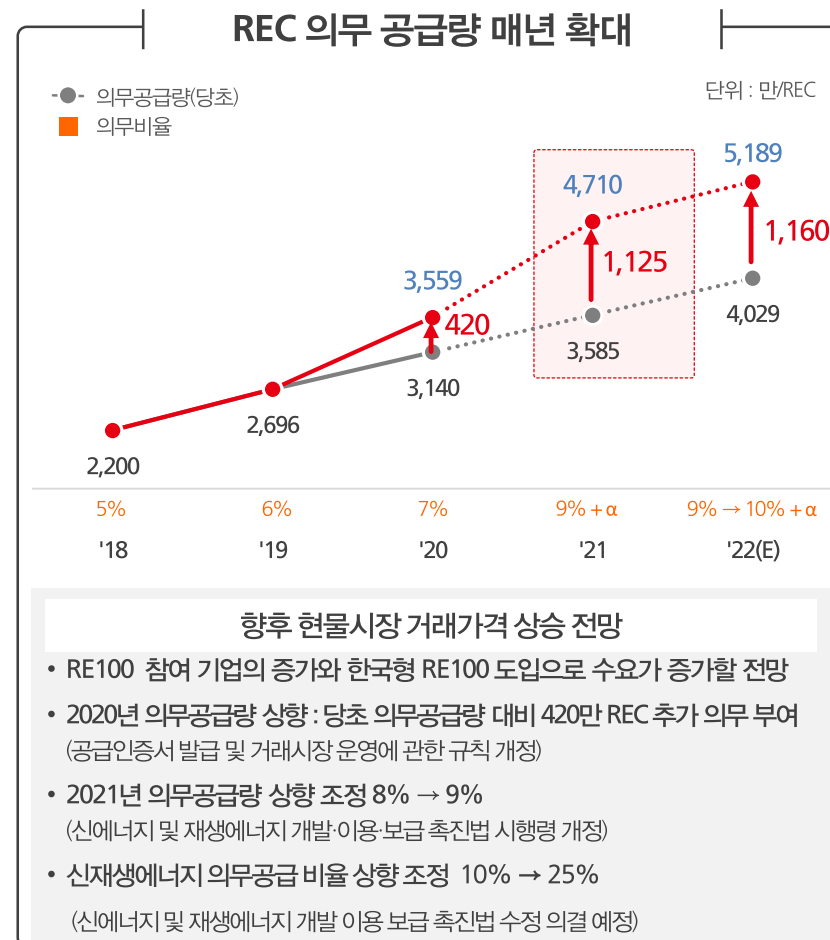 REC 의무 공급량 매년 확대
의무공급량(당초)
단위 : 만/REC
의무비율
5,189
4,710
1,160
1,125
3,559
420
4,029
3,585
3,140
2,696
2,200
5% 6% 7% 9% + α 9% → 10% + α
'18 '19 '20 '21 '22(E)
향후 현물시장 거래가격 상승 전망
• RE100 참여 기업의 증가와 한국형 RE100 도입으로 수요가 증가할 전망
• 2020년 의무공급량 상향 : 당초 의무공급량 대비 420만 REC 추가 의무 부여
(공급인증서 발급 및 거래시장 운영에 관한 규칙 개정)
• 2021년 의무공급량 상향 조정 8% → 9%
(신에너지 및 재생에너지 개발·이용·보급 촉진법 시행령 개정)
• 신재생에너지 의무공급 비율 상향 조정 10% → 25%
(신에너지 및 재생에너지 개발 이용 보급 촉진법 수정 의결 예정)